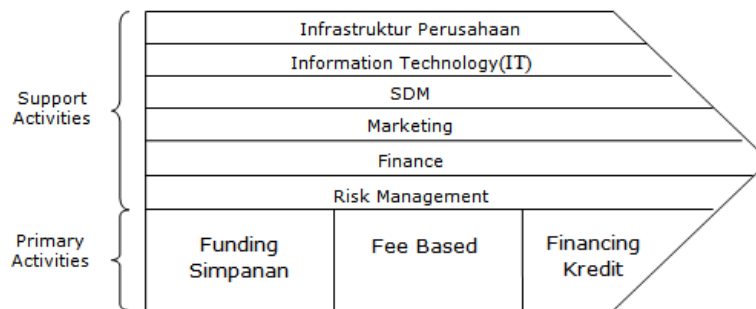 Infrastruktur Perusahaan
Information Technology(IT)
SDM
Marketing
Finance
Risk Management
Support
Activities
Primary
Activities
Funding
Simpanan
Fee Based
Financing
Kredit